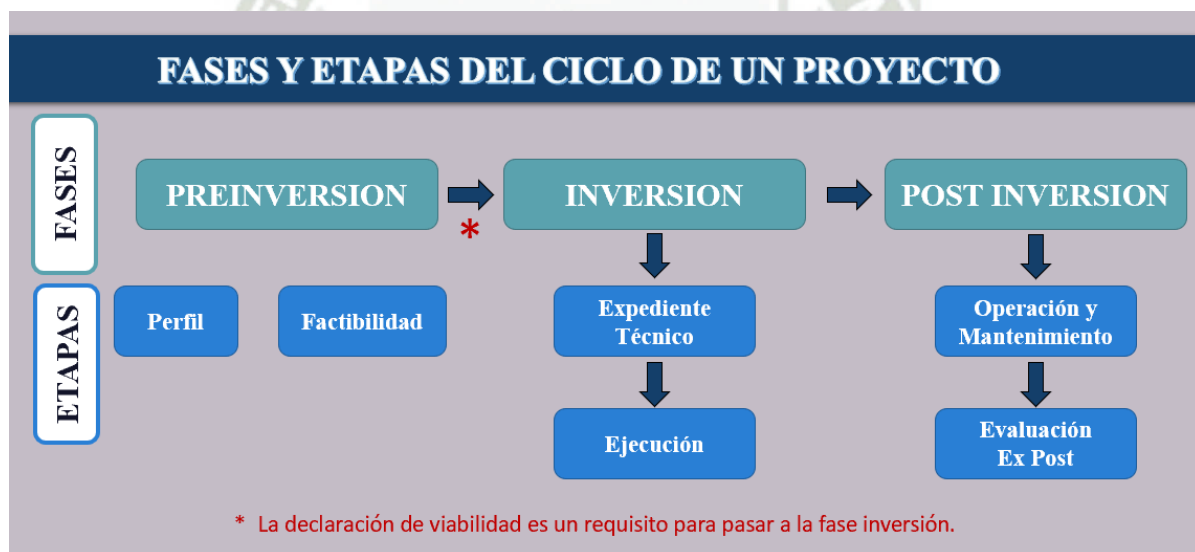 FASES Y ETAPAS DEL CICLO DE UN PROYECTO
FASES
PREINVERSION
*
INVERSION
POST INVERSION
ETAPAS
Perfil
Factibilidad
Expediente
Técnico
Operación y
Mantenimiento
Ejecución
Evaluación
Ex Post
* La declaración de viabilidad es un requisito para pasar a la fase inversión.